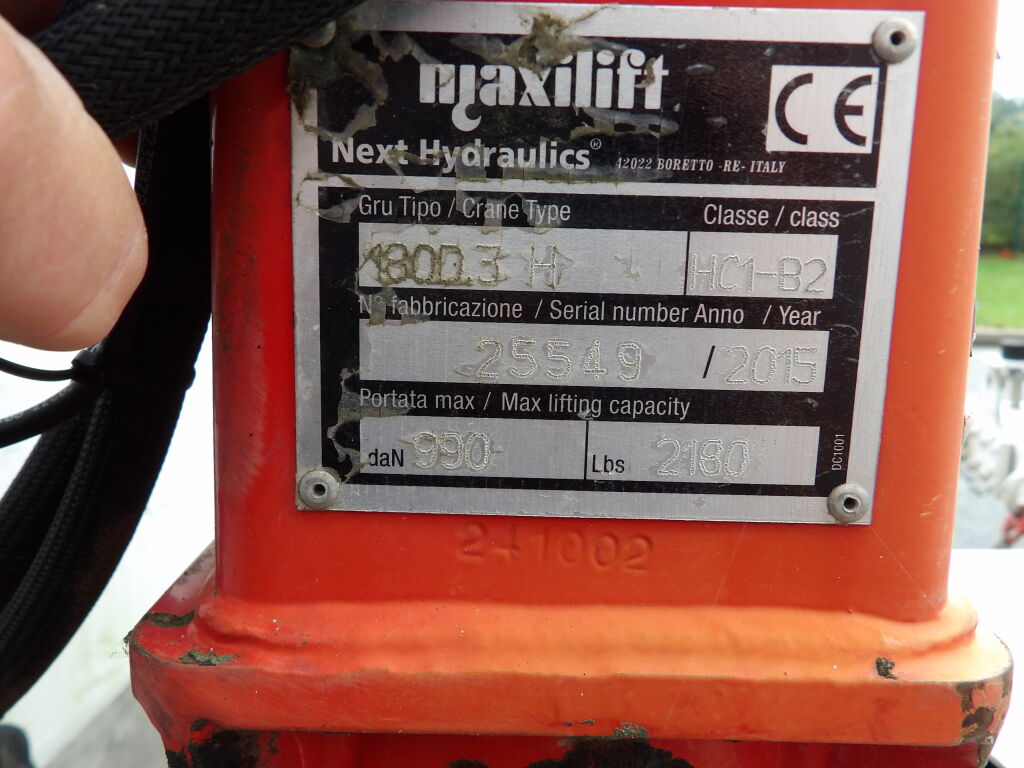 maxilift
CE
Next Hydraulics® 42022 BORETTO -RE- ITALY
Gru Tipo / Crane Type Classe / class
180D.3 H HC1-B2
N° fabbricazione / Serial number Anno / Year
25549 / 2015
Portata max / Max lifting capacity
daN 990 Lbs 2180
DC1001
241002